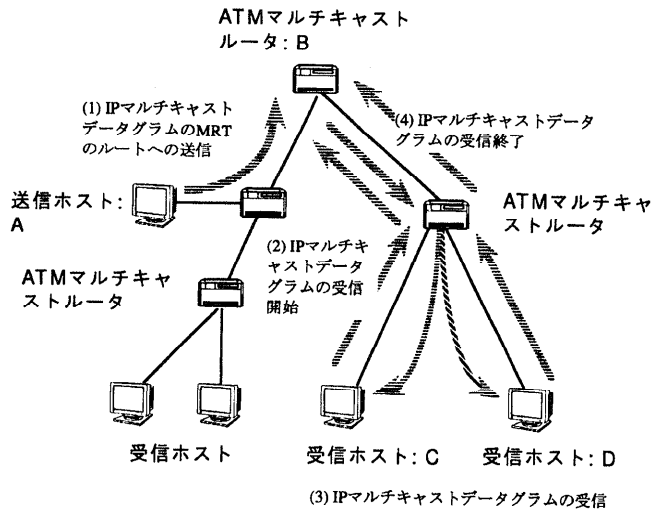 ATMマルチキャスト
ルータ: B
(1) IPマルチキャスト
データグラムのMRT
のルートへの送信
(4) IPマルチキャストデータ
グラムの受信終了
送信ホスト:
A
ATMマルチキャ
ストルータ
(2) IPマルチキ
ャストデータ
グラムの受信
開始
ATMマルチキャ
ストルータ
受信ホスト
受信ホスト: C
受信ホスト: D
(3) IPマルチキャストデータグラムの受信